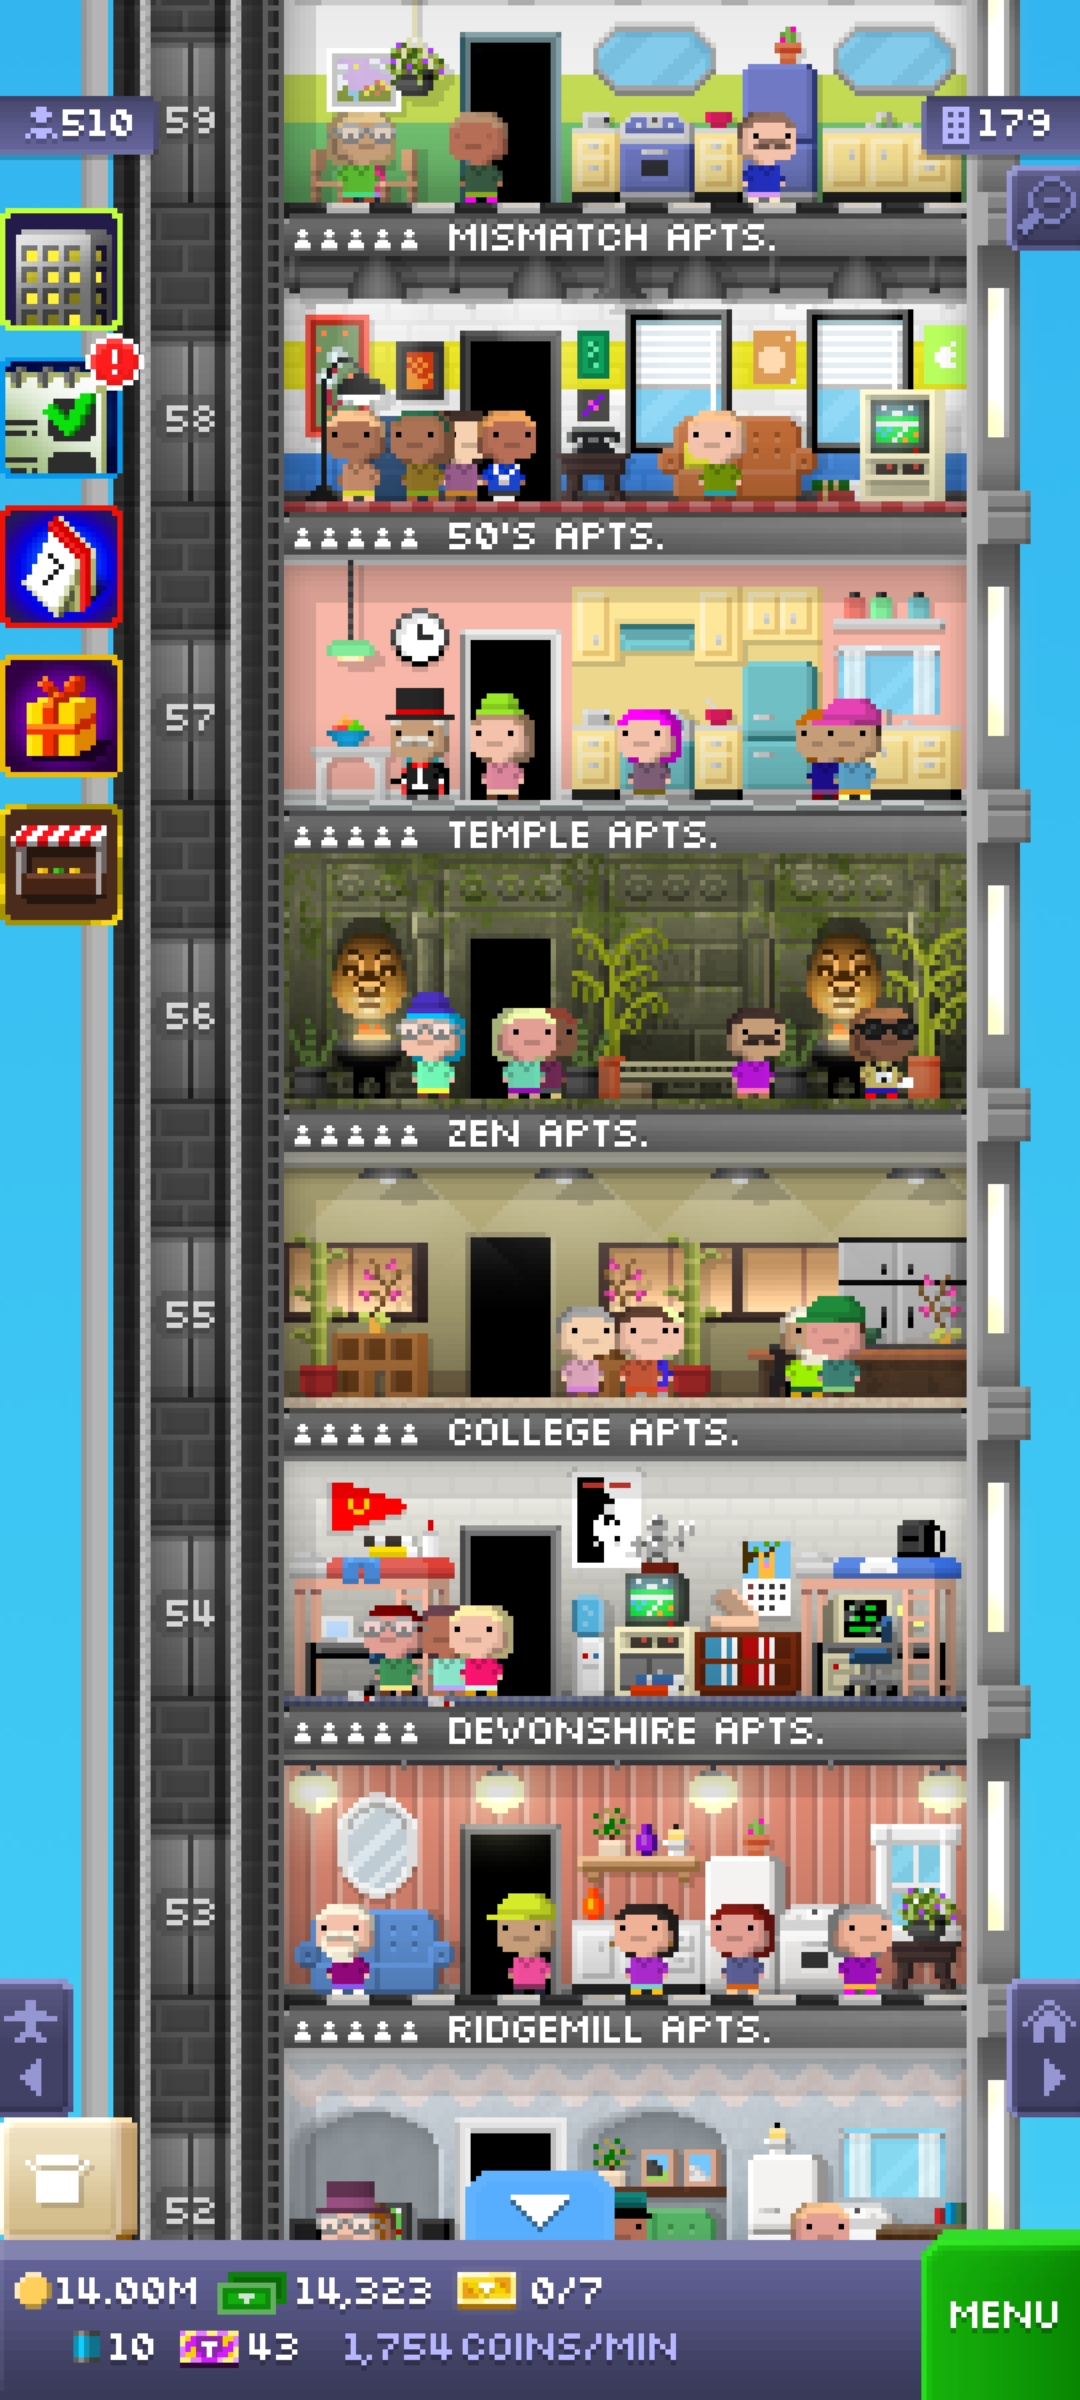 510
59
179
MISMATCH APTS.
58
50'S APTS.
57
TEMPLE APTS.
56
ZEN APTS.
55
COLLEGE APTS.
54
DEVONSHIRE APTS.
53
RIDGEMILL APTS.
52
14.00M 14,323 0/7
10 T 43 1,754 COINS/MIN
MENU